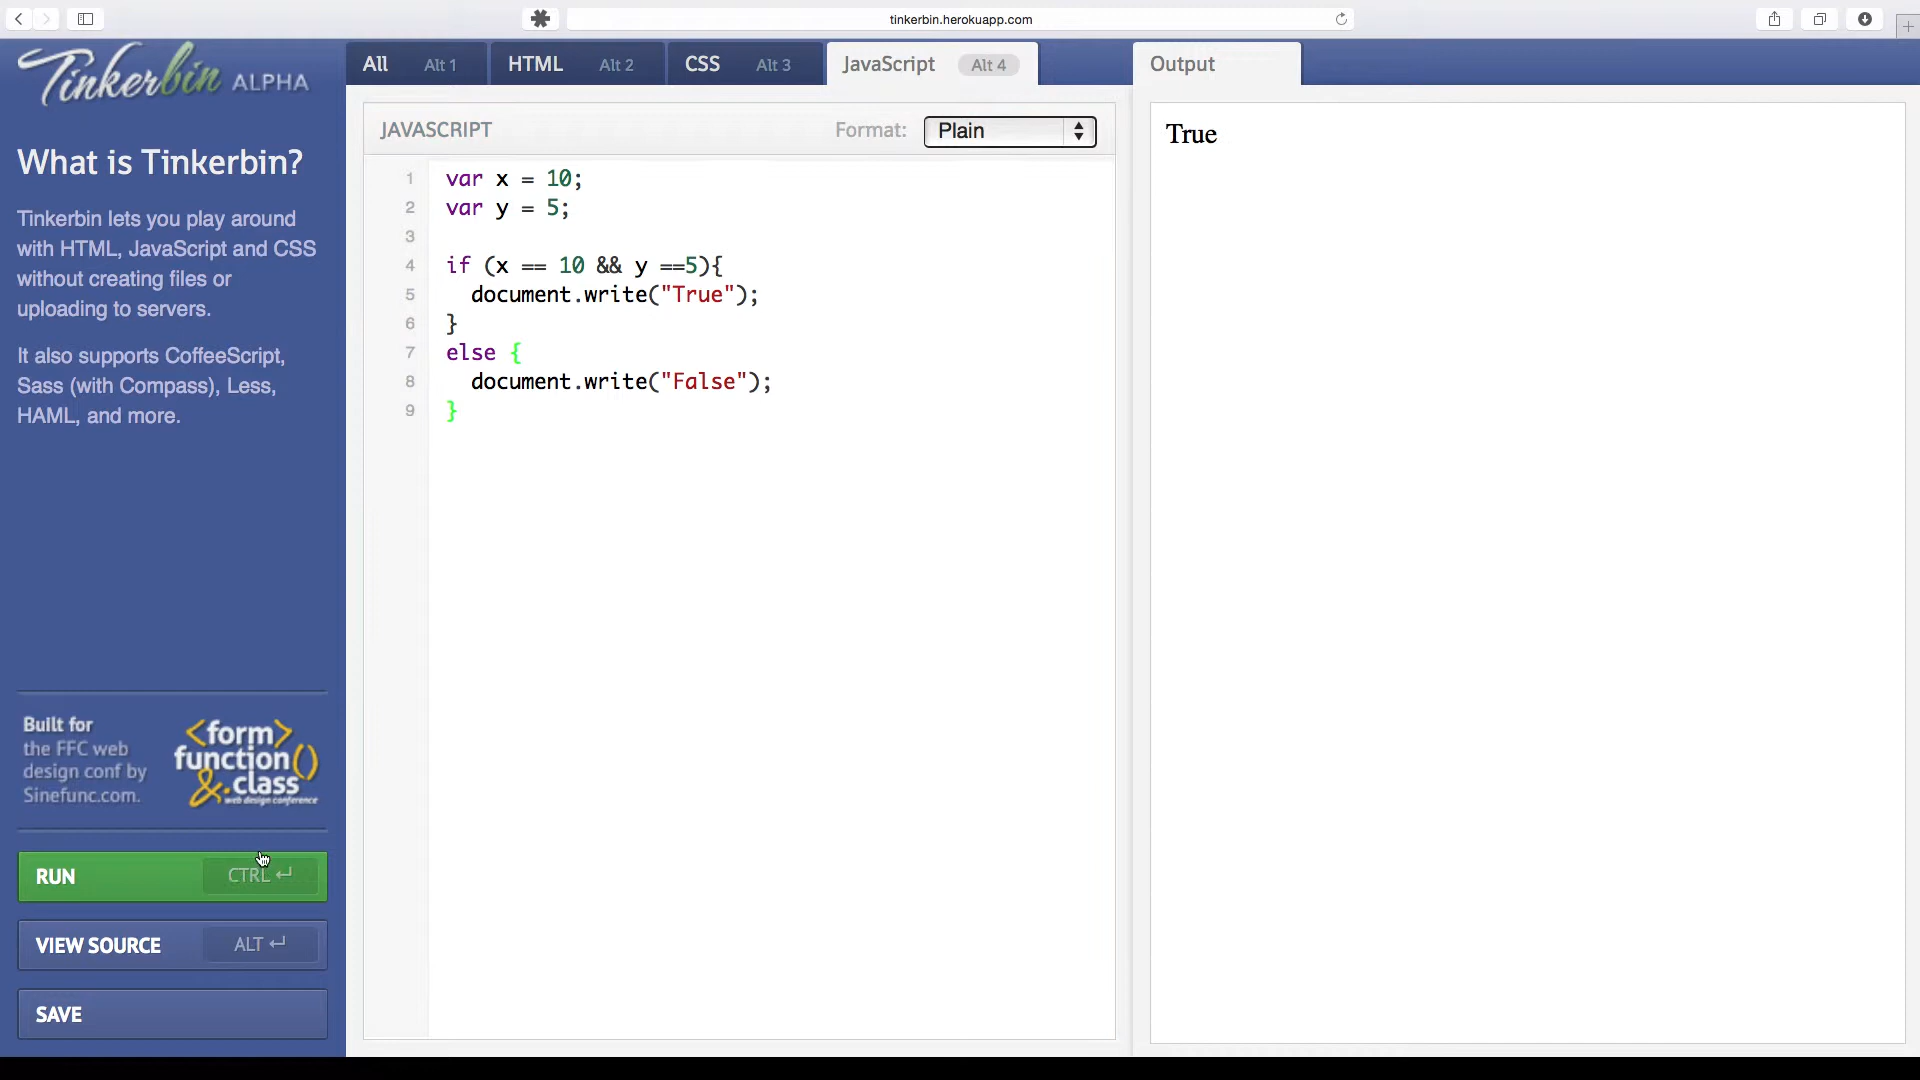 tinkerbin.herokuapp.com
Tinkerbin ALPHA
All Alt 1
HTML Alt 2
CSS Alt 3
JavaScript Alt 4
Output
What is Tinkerbin?
Tinkerbin lets you play around
with HTML, JavaScript and CSS
without creating files or
uploading to servers.
It also supports CoffeeScript,
Sass (with Compass), Less,
HAML, and more.
Built for
the FFC web
design conf by
Sinefunc.com.
<form>
function()
&.class
web design conference
RUN CTRL ↵
VIEW SOURCE ALT ↵
SAVE
JAVASCRIPT Format: Plain
1 var x = 10;
2 var y = 5;
3
4 if (x == 10 && y ==5){
5 document.write("True");
6 }
7 else {
8 document.write("False");
9 }
True